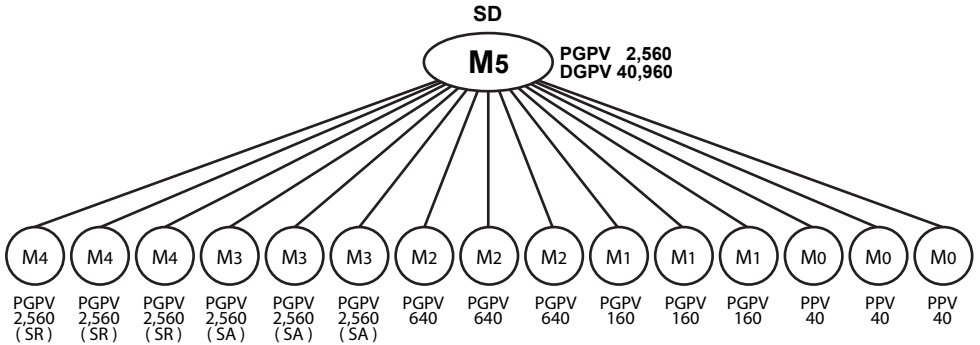 SD
M5
PGPV 2,560
DGPV 40,960
M4 M4 M4 M3 M3 M3 M2 M2 M2 M1 M1 M1 M0 M0 M0
PGPV PGPV PGPV PGPV PGPV PGPV PGPV PGPV PGPV PGPV PGPV PGPV PPV PPV PPV
2,560 2,560 2,560 2,560 2,560 2,560 640 640 640 160 160 160 40 40 40
( SR ) ( SR ) ( SR ) ( SA ) ( SA ) ( SA )